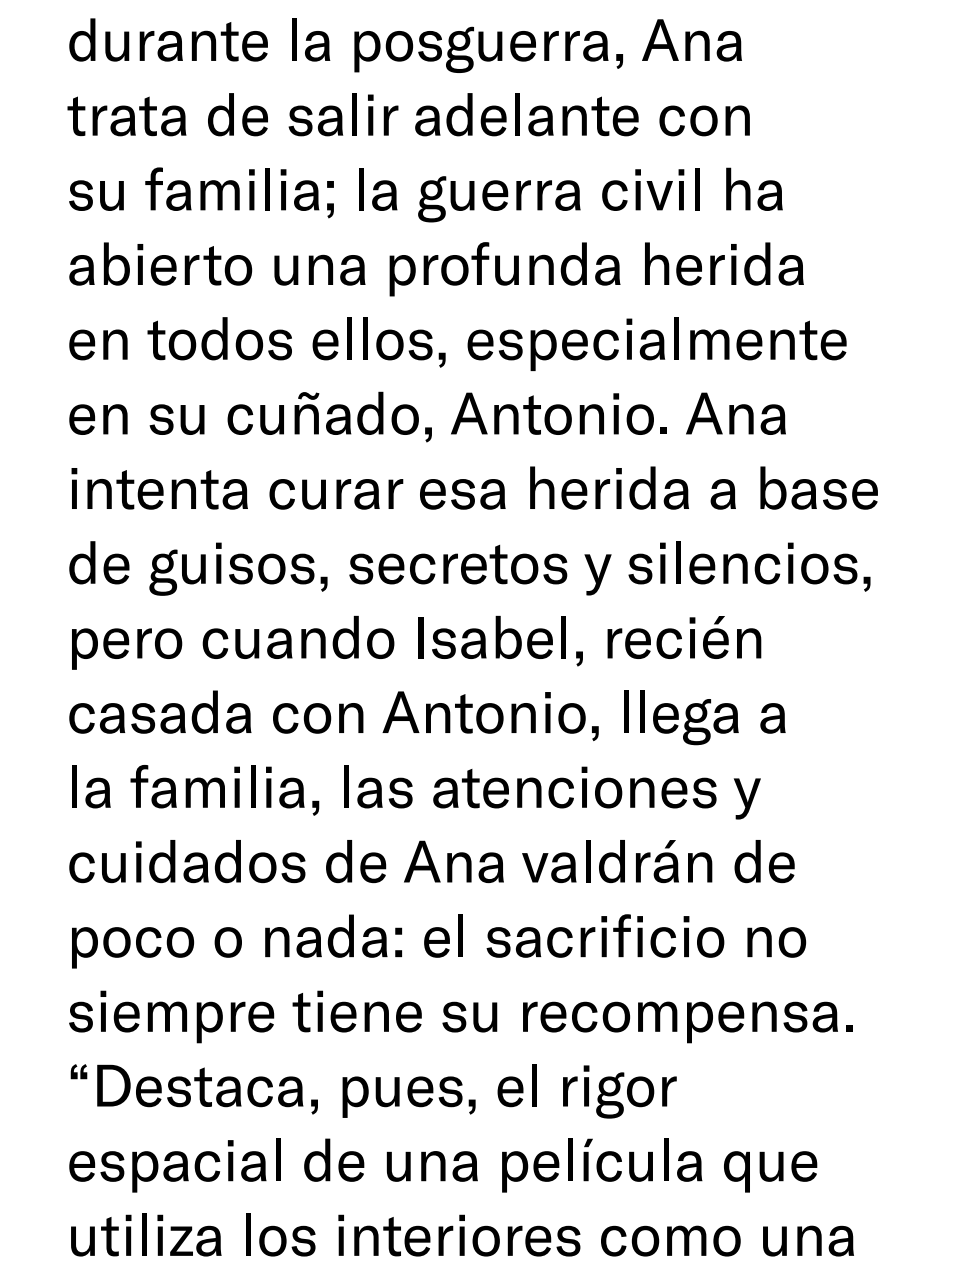 durante la posguerra, Ana
trata de salir adelante con
su familia; la guerra civil ha
abierto una profunda herida
en todos ellos, especialmente
en su cuñado, Antonio. Ana
intenta curar esa herida a base
de guisos, secretos y silencios,
pero cuando Isabel, recién
casada con Antonio, llega a
la familia, las atenciones y
cuidados de Ana valdrán de
poco o nada: el sacrificio no
siempre tiene su recompensa.
“Destaca, pues, el rigor
espacial de una película que
utiliza los interiores como una